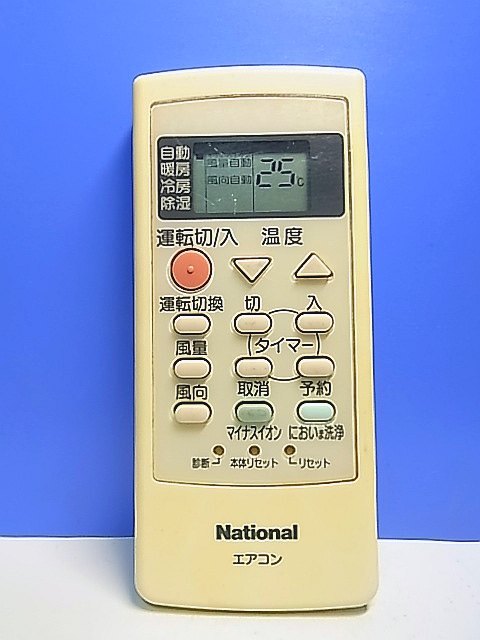 自動
暖房
冷房
除湿
風量自動
風向自動
25℃
運転切/入 温度
運転切換 切 入
風量 タイマー
風向 取消 予約
マイナスイオン においω洗浄
診断 本体リセット リセット
National
エアコン